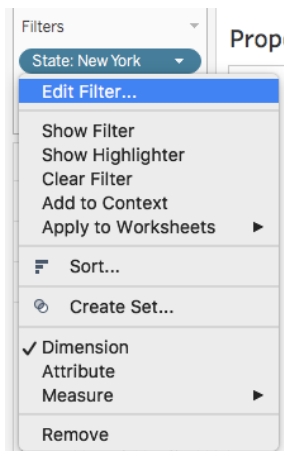 Filters
Prop
State: New York
Edit Filter...
Show Filter
Show Highlighter
Clear Filter
Add to Context
Apply to Worksheets
Sort...
Create Set...
Dimension
Attribute
Measure
Remove